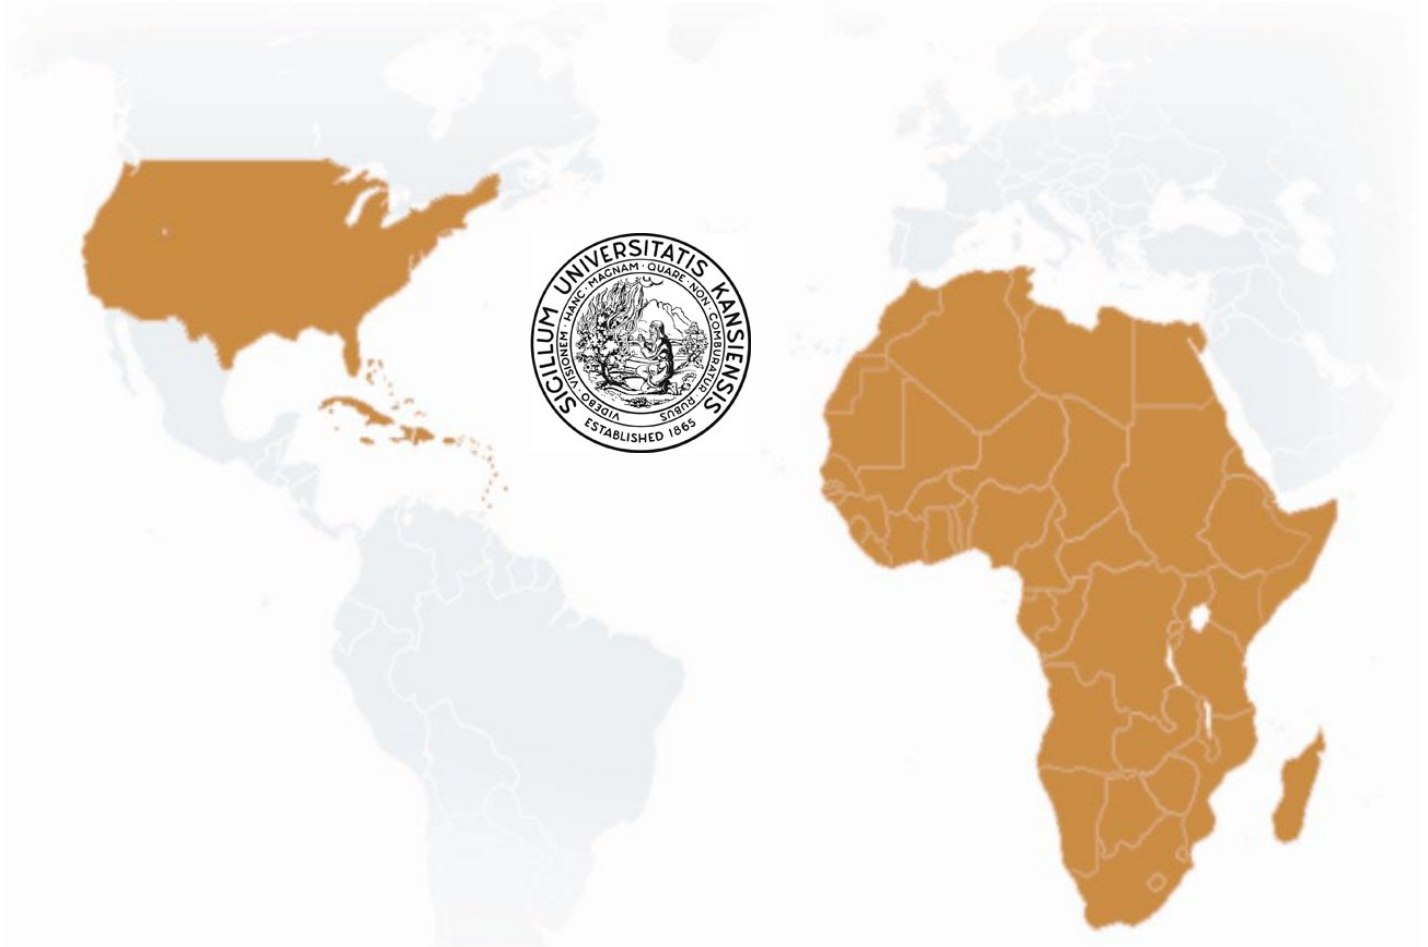 SIGILLUM UNIVERSITATIS KANSIENSIS
VIDEBO · VISIONEM · HANC · MAGNAM · QUARE · NON · COMBURATUR · RUBUS
ESTABLISHED 1865